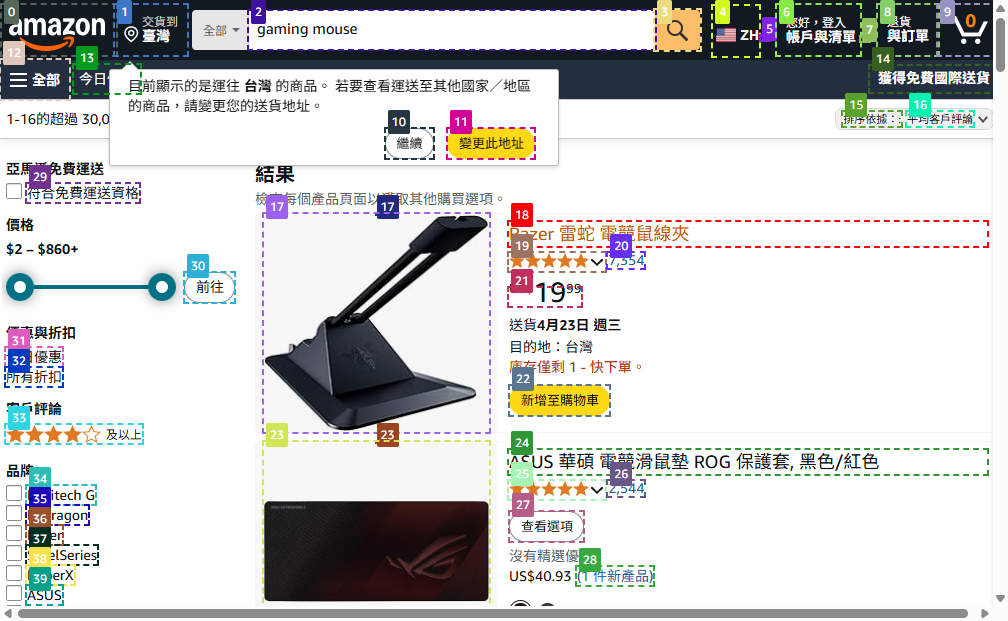 amazon
交貨到
臺灣
全部
gaming mouse
ZH
您好，登入
帳戶與清單
退貨
與訂單
0
全部
獲得免費國際送貨
目前顯示的是運往 台灣 的商品。 若要查看運送至其他國家／地區
的商品，請變更您的送貨地址。
繼續
變更此地址
1-16的超過 30,0
排序依據：
平均客戶評論
免費運送
符合免費運送資格
價格
$2 – $860+
前往
與折扣
優惠
所有折扣
評論
及以上
品牌
itech G
ragon
er
elSeries
erX
ASUS
結果
每個產品頁面以
取其他購買選項。
Razer 雷蛇 電競鼠線夾
7,354
19
99
送貨4月23日 週三
目的地：台灣
庫存僅剩 1 - 快下單。
新增至購物車
ASUS 華碩 電競滑鼠墊 ROG 保護套, 黑色/紅色
2,544
查看選項
沒有精選優
US$40.93 (1 件新產品)
0
1
2
3
4
5
6
7
8
9
10
11
12
13
14
15
16
17
17
18
19
20
21
22
23
23
24
25
26
27
28
29
30
31
32
33
34
35
36
37
38
39